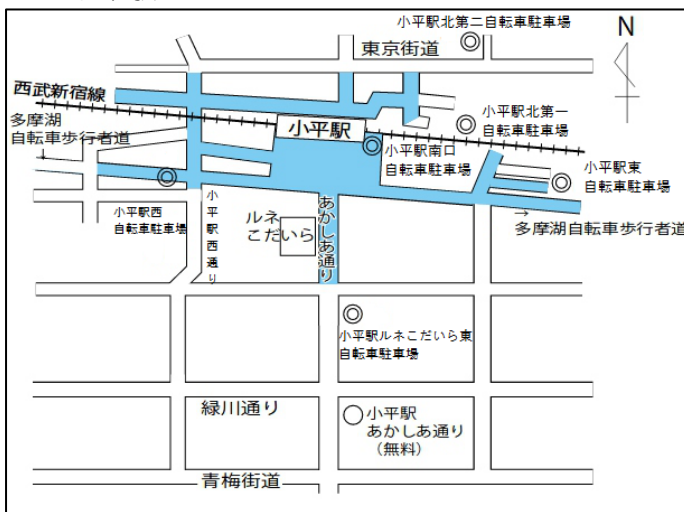 小平駅北第二自転車駐車場
東京街道
N
西武新宿線
多摩湖
自転車歩行者道
↓
小平駅
小平駅北第一
自転車駐車場
小平駅南口
自転車駐車場
小平駅東
自転車駐車場
小平駅西
自転車駐車場
小平駅西通り
ルネ
こだいら
あかしあ通り
→
多摩湖自転車歩行者道
小平駅ルネこだいら東
自転車駐車場
緑川通り
小平駅
あかしあ通り
(無料)
青梅街道